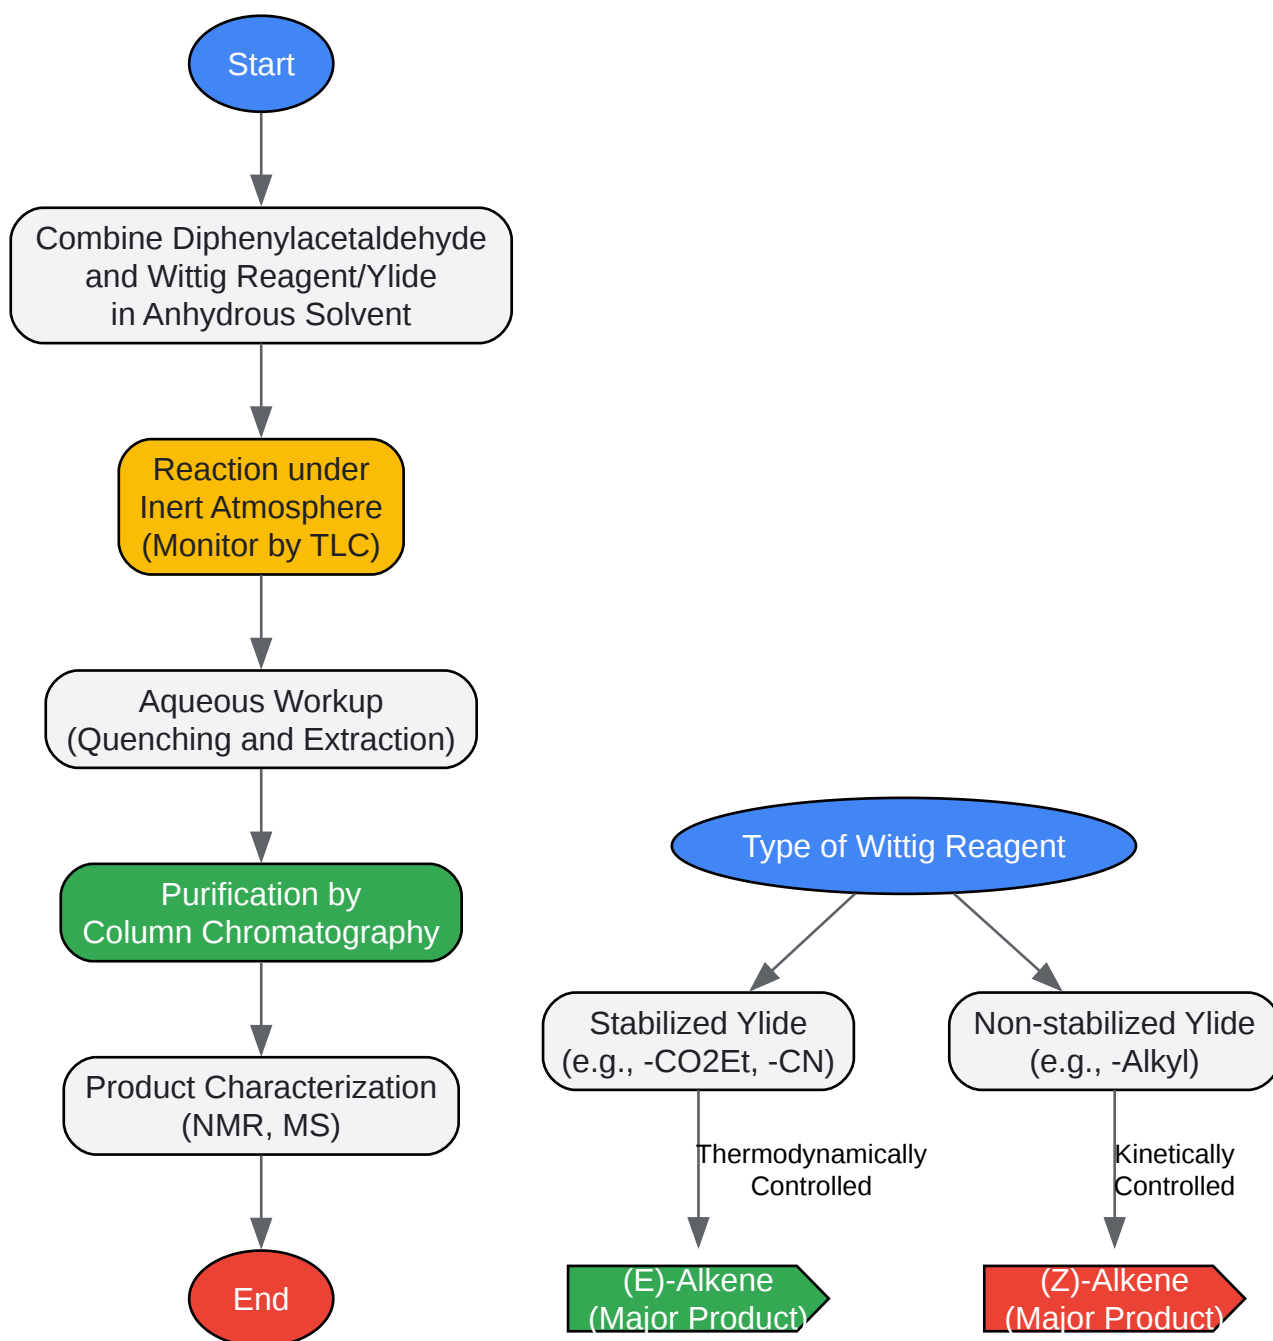 Start
Combine Diphenylacetaldehyde
and Wittig Reagent/Ylide
in Anhydrous Solvent
Reaction under
Inert Atmosphere
(Monitor by TLC)
Aqueous Workup
(Quenching and Extraction)
Purification by
Column Chromatography
Product Characterization
(NMR, MS)
End
Type of Wittig Reagent
Stabilized Ylide
(e.g., -CO2Et, -CN)
Non-stabilized Ylide
(e.g., -Alkyl)
Thermodynamically
Controlled
Kinetically
Controlled
(E)-Alkene
(Major Product)
(Z)-Alkene
(Major Product)